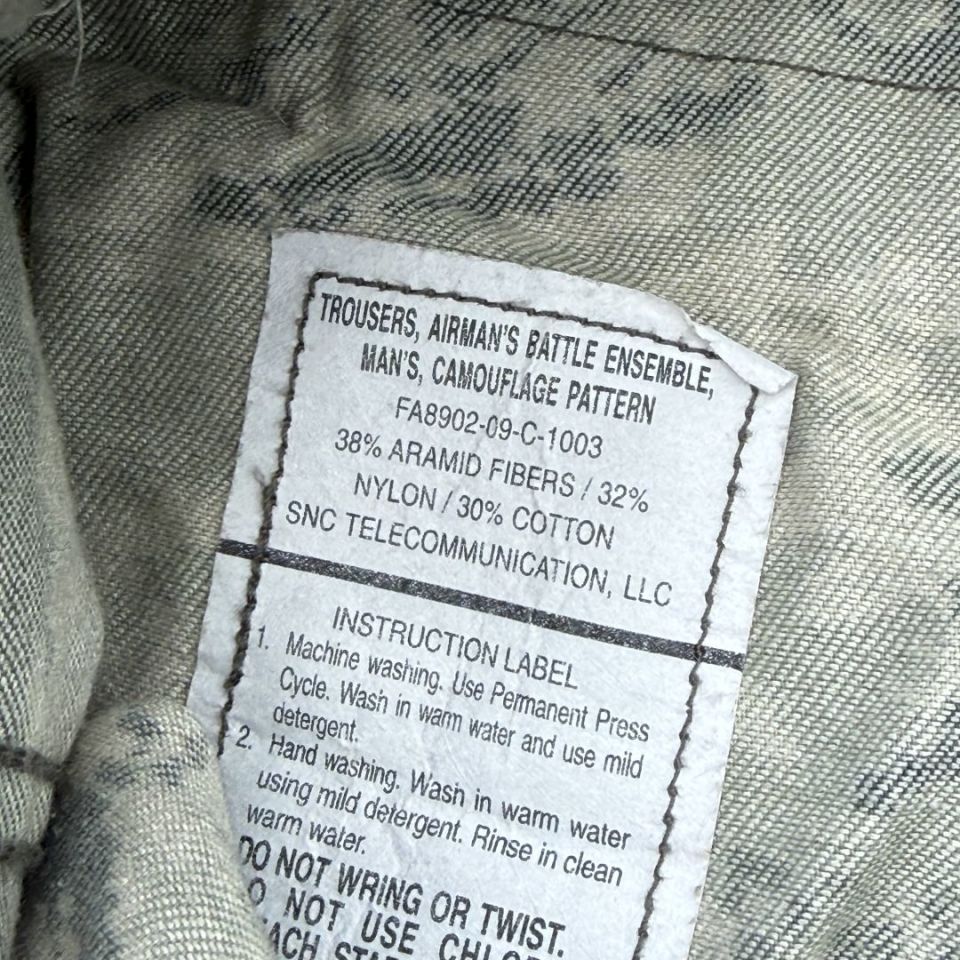 TROUSERS, AIRMAN'S BATTLE ENSEMBLE,
MAN'S, CAMOUFLAGE PATTERN
FA8902-09-C-1003
38% ARAMID FIBERS / 32%
NYLON / 30% COTTON
SNC TELECOMMUNICATION, LLC
INSTRUCTION LABEL
1. Machine washing. Use Permanent Press
Cycle. Wash in warm water and use mild
detergent.
2. Hand washing. Wash in warm water
using mild detergent. Rinse in clean
warm water.
DO NOT WRING OR TWIST.
NOT USE